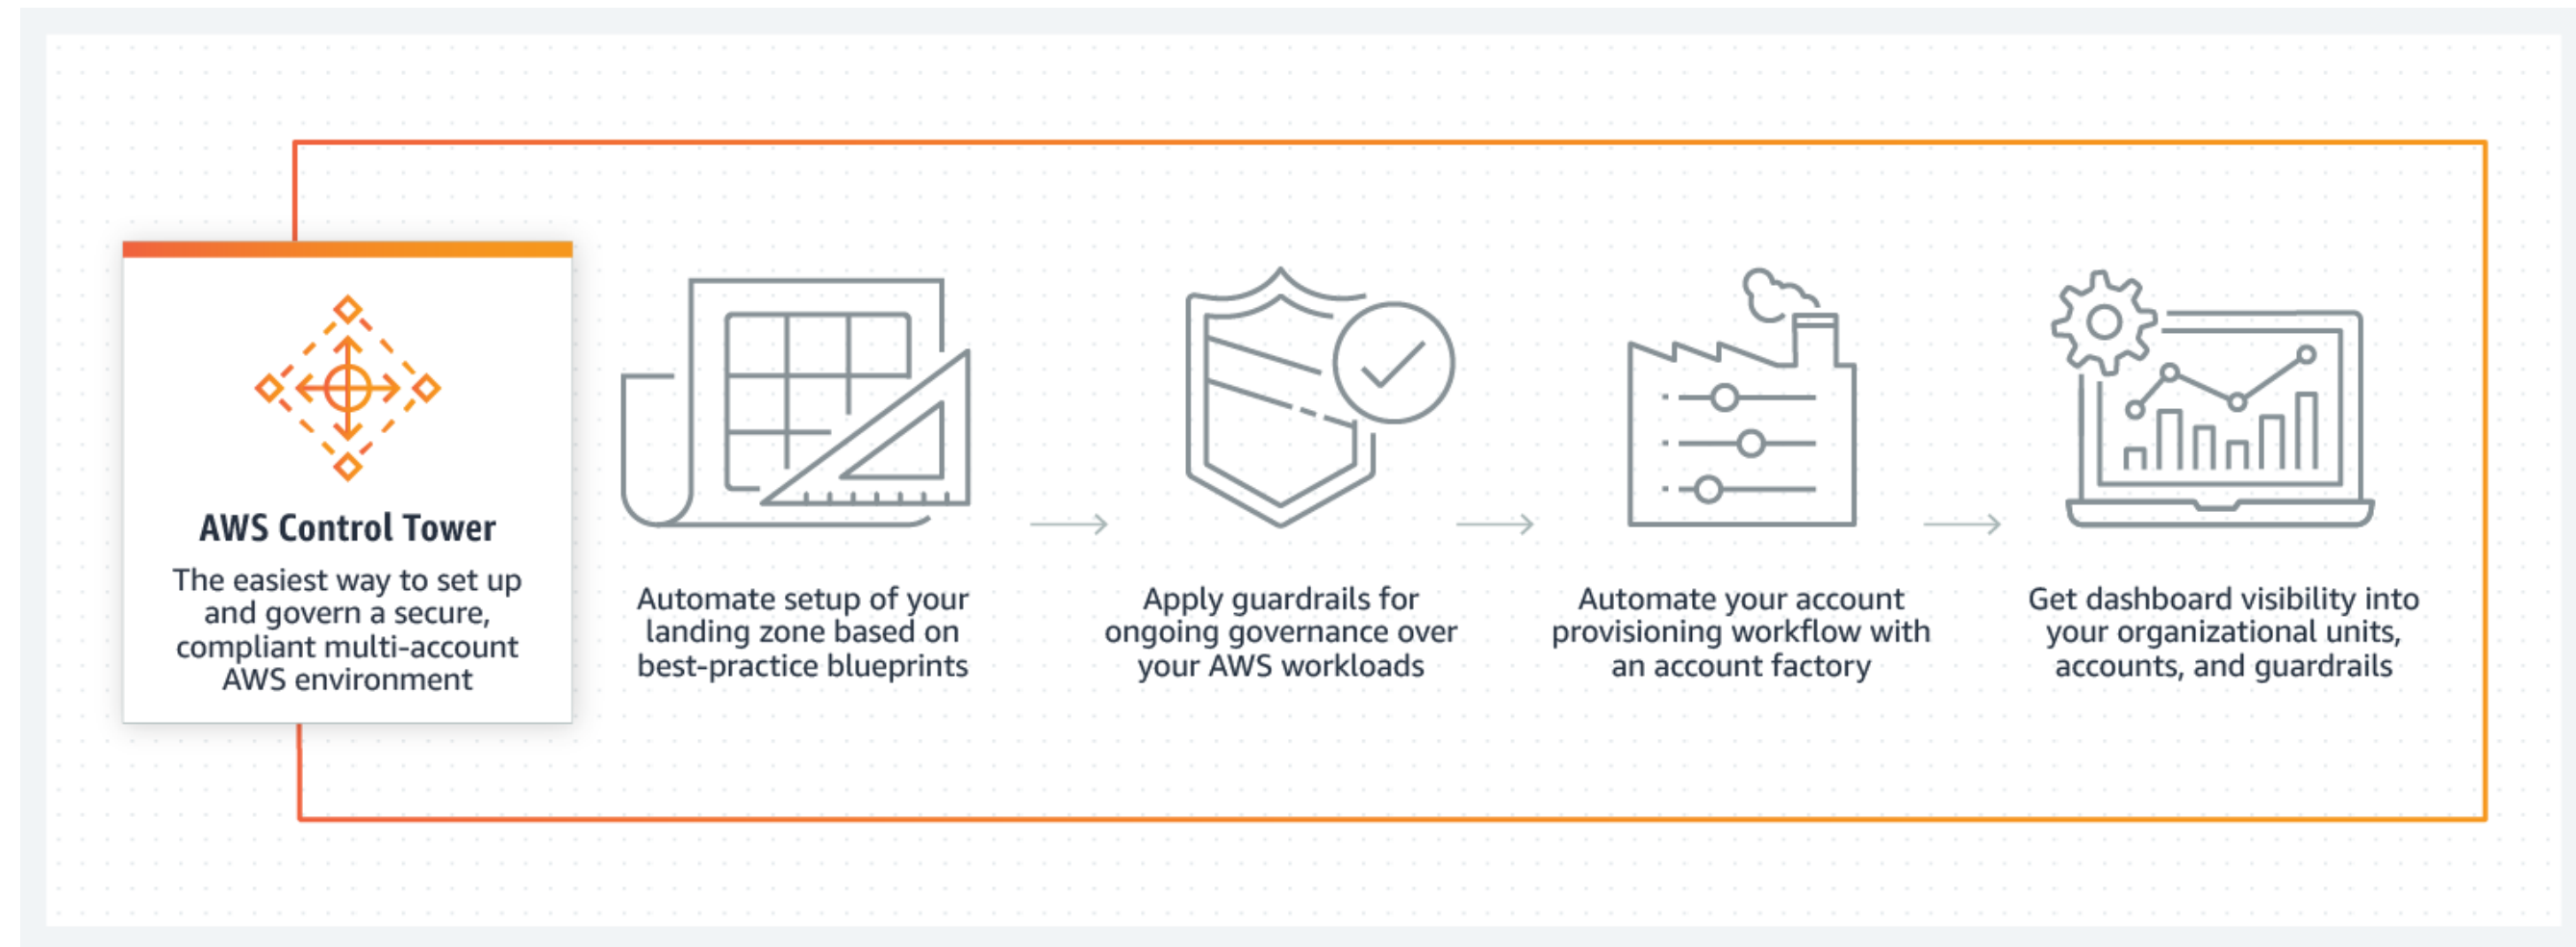 AWS Control Tower
The easiest way to set up
and govern a secure,
compliant multi-account
AWS environment
Automate setup of your
landing zone based on
best-practice blueprints
Apply guardrails for
ongoing governance over
your AWS workloads
Automate your account
provisioning workflow with
an account factory
Get dashboard visibility into
your organizational units,
accounts, and guardrails